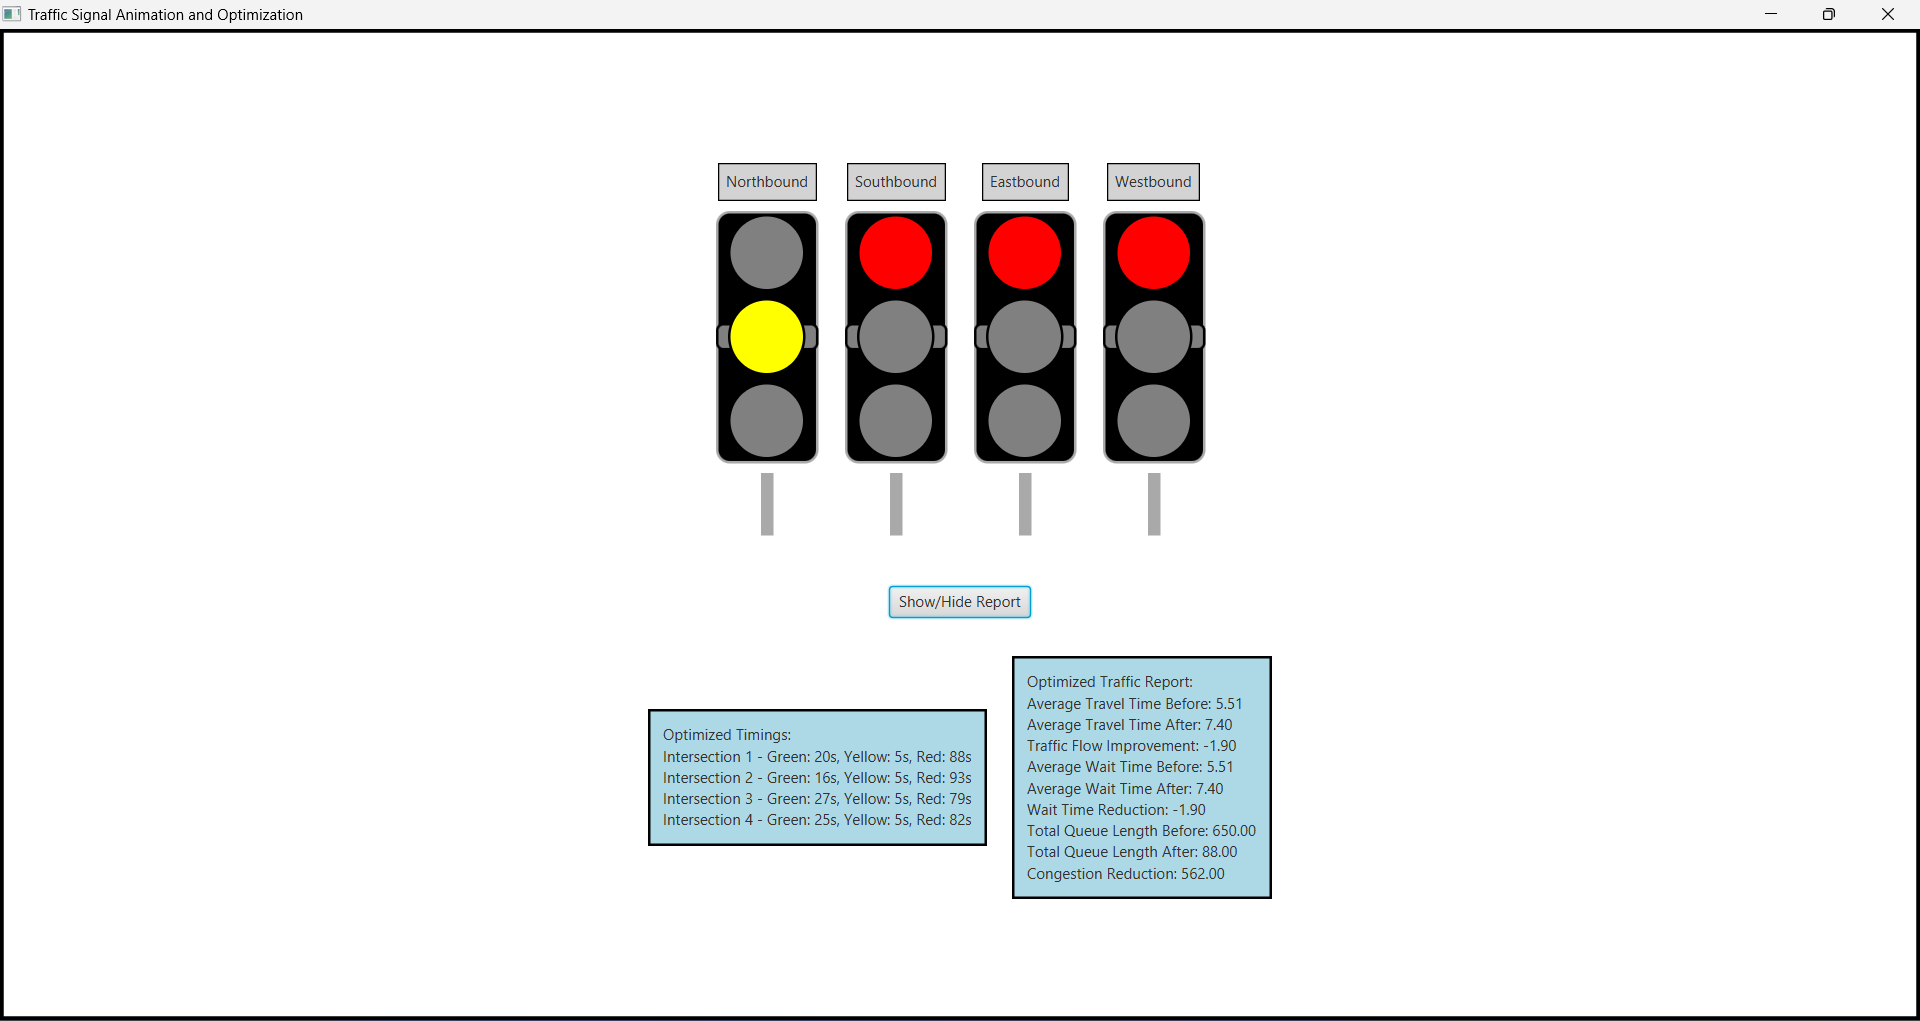 Traffic Signal Animation and Optimization
Northbound
Southbound
Eastbound
Westbound
Show/Hide Report
Optimized Timings:
Intersection 1 - Green: 20s, Yellow: 5s, Red: 88s
Intersection 2 - Green: 16s, Yellow: 5s, Red: 93s
Intersection 3 - Green: 27s, Yellow: 5s, Red: 79s
Intersection 4 - Green: 25s, Yellow: 5s, Red: 82s
Optimized Traffic Report:
Average Travel Time Before: 5.51
Average Travel Time After: 7.40
Traffic Flow Improvement: -1.90
Average Wait Time Before: 5.51
Average Wait Time After: 7.40
Wait Time Reduction: -1.90
Total Queue Length Before: 650.00
Total Queue Length After: 88.00
Congestion Reduction: 562.00